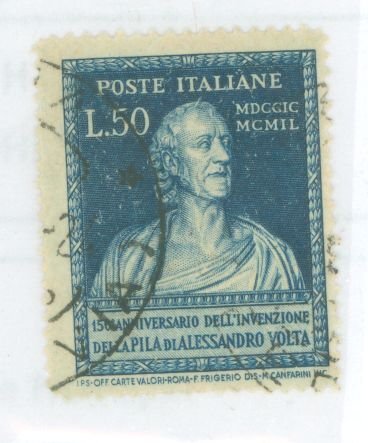 POSTE ITALIANE
L.50
MDCCIC
MCMIL
150 ANNIVERSARIO DELL'INVENZIONE
DELLA PILA DI ALESSANDRO VOLTA
I.P.S-OFF. CARTE VALORI-ROMA-F. FRIGERIO DIS-M. CANFARINI INC.